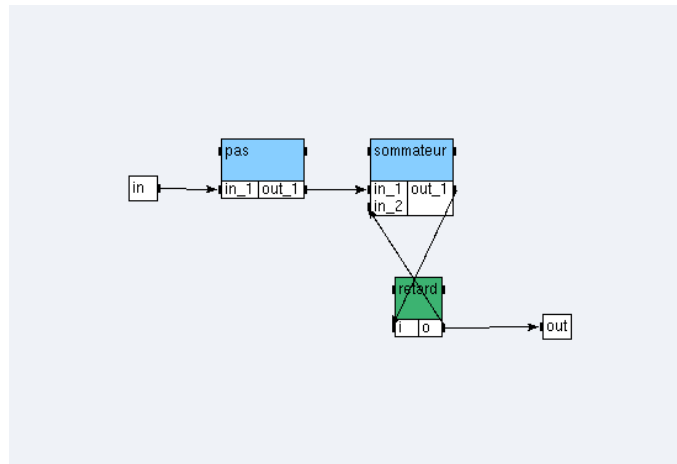 pas
sommateur
in
in_1 out_1
in_1 out_1
in_2
retard
i o
out